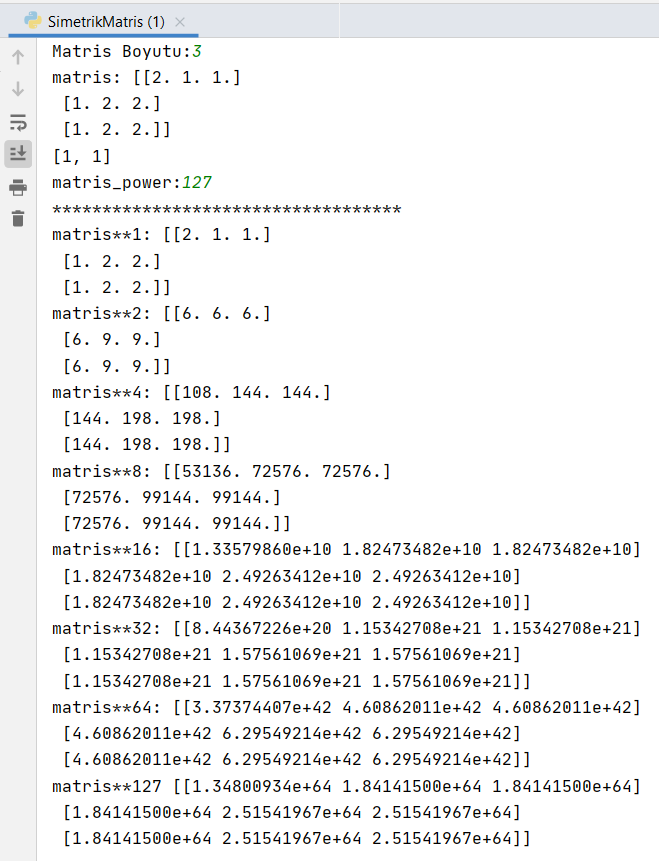 SimetrikMatris (1)
Matris Boyutu:3
matris: [[2. 1. 1.]
 [1. 2. 2.]
 [1. 2. 2.]]
[1, 1]
matris_power:127
***********************************
matris**1: [[2. 1. 1.]
 [1. 2. 2.]
 [1. 2. 2.]]
matris**2: [[6. 6. 6.]
 [6. 9. 9.]
 [6. 9. 9.]]
matris**4: [[108. 144. 144.]
 [144. 198. 198.]
 [144. 198. 198.]]
matris**8: [[53136. 72576. 72576.]
 [72576. 99144. 99144.]
 [72576. 99144. 99144.]]
matris**16: [[1.33579860e+10 1.82473482e+10 1.82473482e+10]
 [1.82473482e+10 2.49263412e+10 2.49263412e+10]
 [1.82473482e+10 2.49263412e+10 2.49263412e+10]]
matris**32: [[8.44367226e+20 1.15342708e+21 1.15342708e+21]
 [1.15342708e+21 1.57561069e+21 1.57561069e+21]
 [1.15342708e+21 1.57561069e+21 1.57561069e+21]]
matris**64: [[3.37374407e+42 4.60862011e+42 4.60862011e+42]
 [4.60862011e+42 6.29549214e+42 6.29549214e+42]
 [4.60862011e+42 6.29549214e+42 6.29549214e+42]]
matris**127 [[1.34800934e+64 1.84141500e+64 1.84141500e+64]
 [1.84141500e+64 2.51541967e+64 2.51541967e+64]
 [1.84141500e+64 2.51541967e+64 2.51541967e+64]]